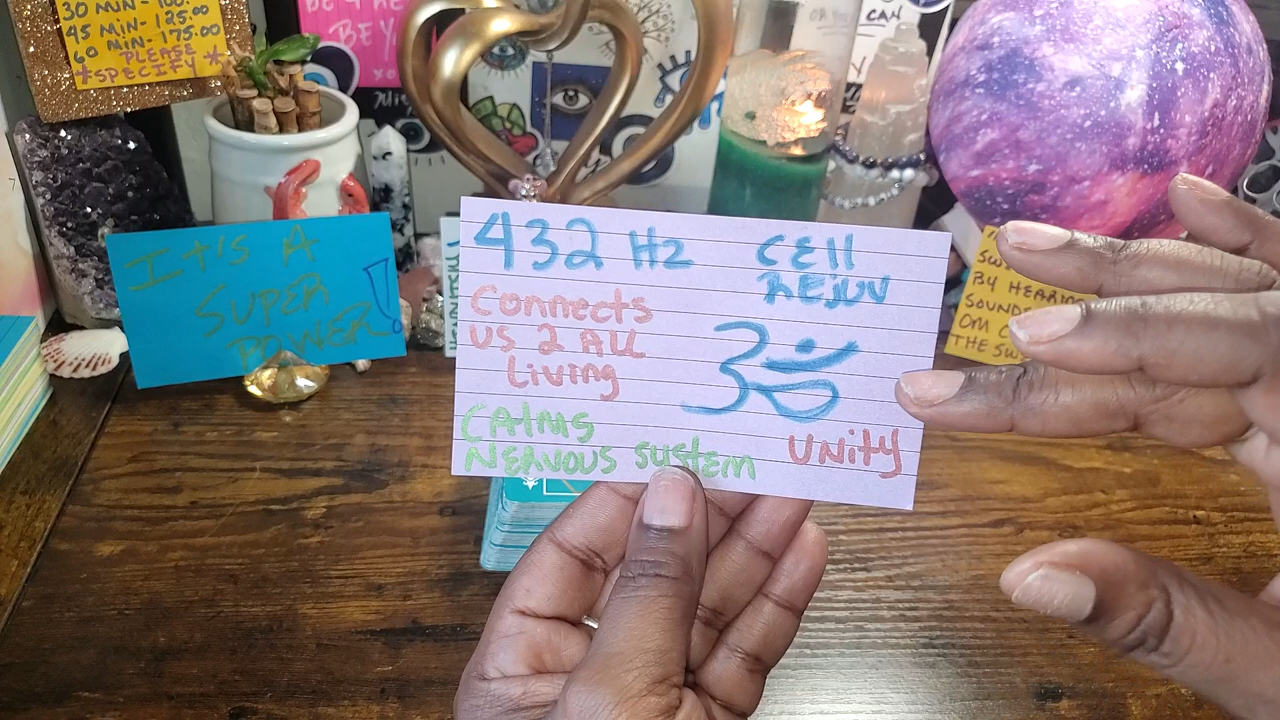 30 MIN- 100.
45 MIN- 125.00
60 MIN- 175.00
PLEASE
*SPECIFY*
BE
CAN
IT'S A
SUPER
POWER!
432 Hz
CEll
REJUV
Connects
US 2 All
Living
ॐ
CAlms
NERVOUS SYSTEM
UNITY
BY HEARING
SOUND
OM
THE